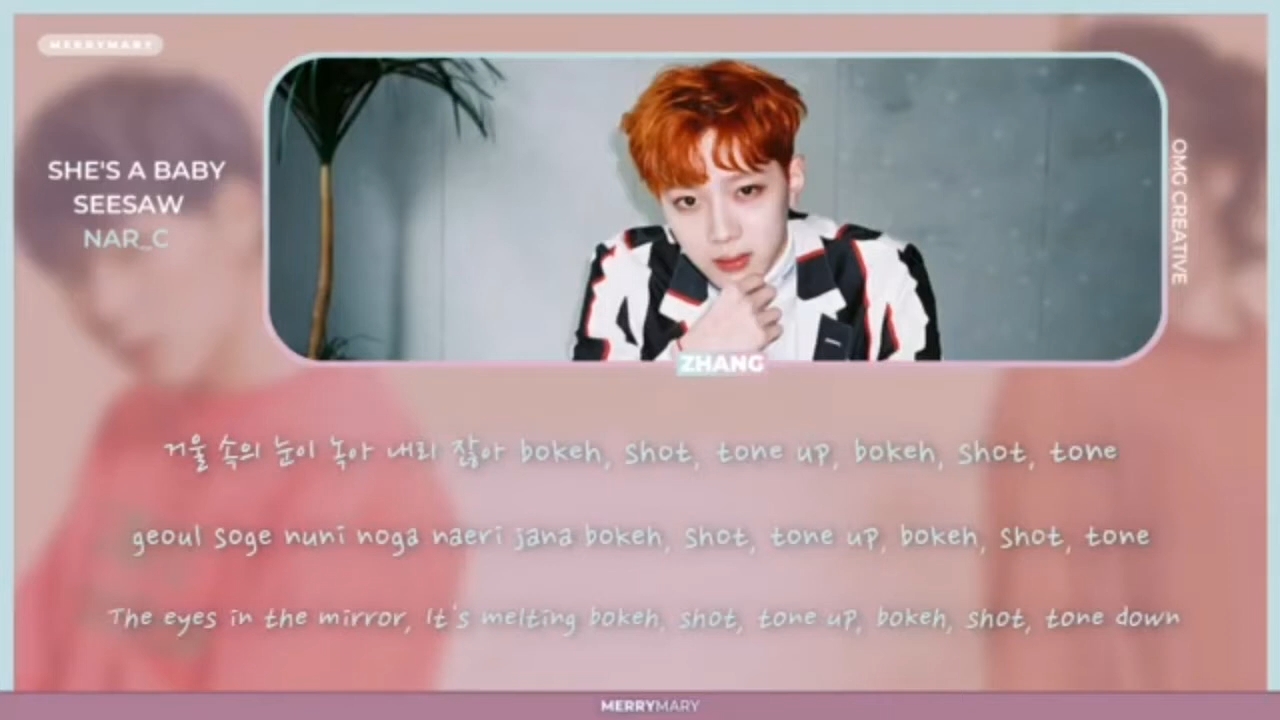 MERRYMARY
SHE'S A BABY
SEESAW
NAR_C
OMG CREATIVE
ZHANG
거울 속의 눈이 녹아 내리 잖아 bokeh, shot, tone up, bokeh, shot, tone
geoul soge nuni noga naeri jana bokeh, shot, tone up, bokeh, shot, tone
The eyes in the mirror, It's melting bokeh, shot, tone up, bokeh, shot, tone down
MERRYMARY